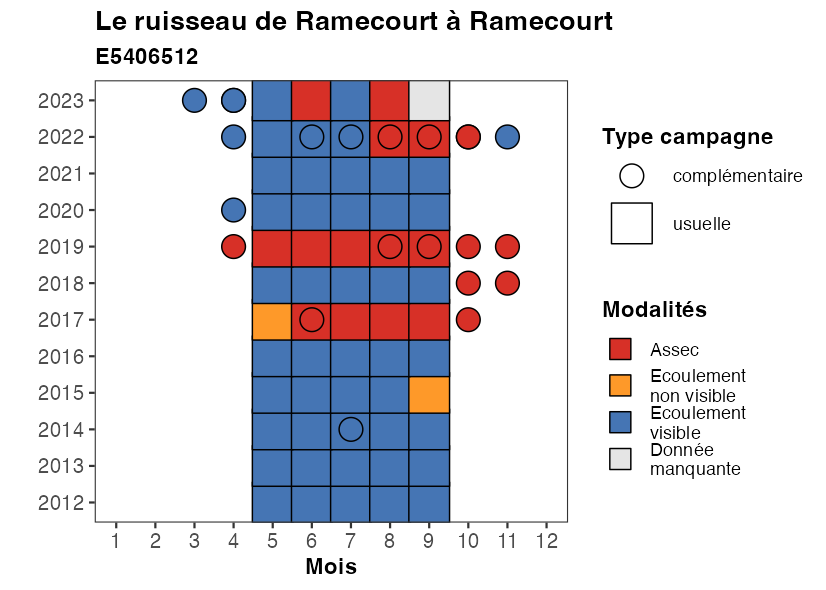 Le ruisseau de Ramecourt à Ramecourt
E5406512
2023
2022
2021
2020
2019
2018
2017
2016
2015
2014
2013
2012
1 2 3 4 5 6 7 8 9 10 11 12
Mois
Type campagne
complémentaire
usuelle
Modalités
Assec
Ecoulement
non visible
Ecoulement
visible
Donnée
manquante